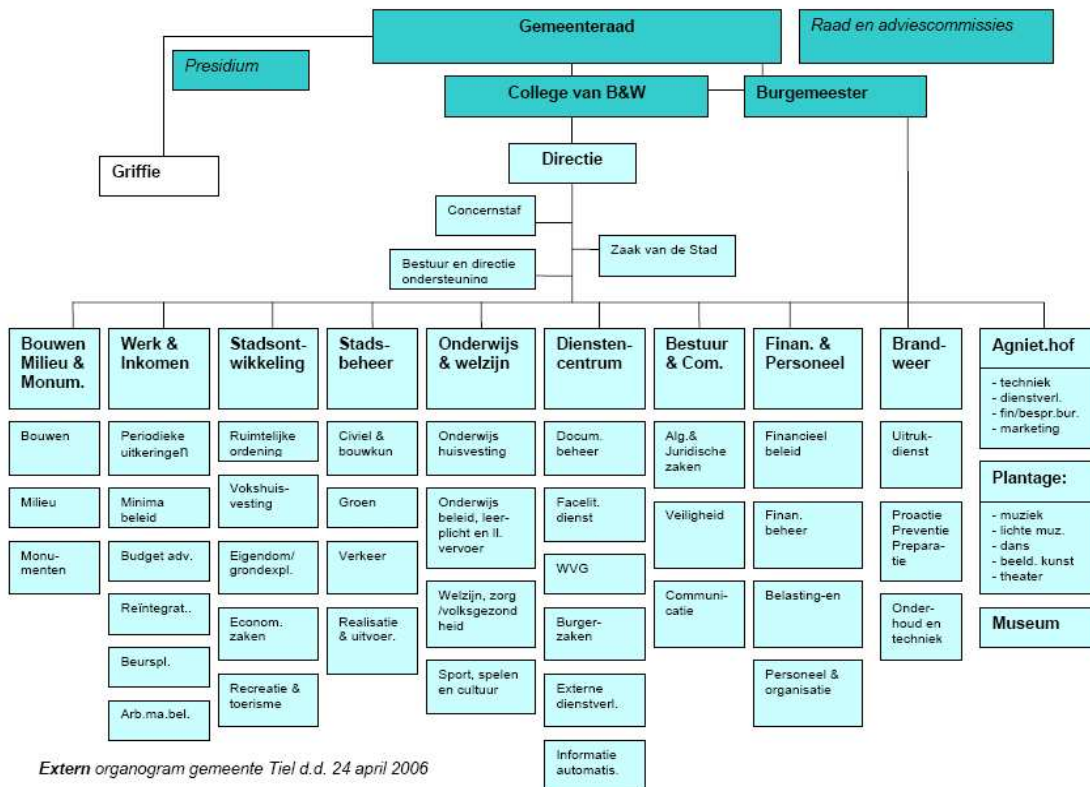 Gemeenteraad
Raad en adviescommissies
Presidium
College van B&W
Burgemeester
Griffie
Directie
Concernstaf
Zaak van de Stad
Bestuur en directie
ondersteuning
Bouwen
Milieu &
Monum.
Bouwen
Milieu
Monu-
menten
Werk &
Inkomen
Periodieke
uitkeringen
Minima
beleid
Budget adv.
Reïntegrat..
Beurspl.
Arb.ma.bel.
Stadsont-
wikkeling
Ruimtelijke
ordening
Vokshuis-
vesting
Eigendom/
grondexpl.
Econom.
zaken
Recreatie &
toerisme
Stads-
beheer
Civiel &
bouwkun
Groen
Verkeer
Realisatie
& uitvoer.
Onderwijs
& welzijn
Onderwijs
huisvesting
Onderwijs
beleid, leer-
plicht en ll.
vervoer
Welzijn, zorg
/volksgezond
heid
Sport, spelen
en cultuur
Diensten-
centrum
Docum.
beheer
Facelit.
dienst
WVG
Burger-
zaken
Externe
dienstverl.
Informatie
automatis.
Bestuur
& Com.
Alg.&
Juridische
zaken
Veiligheid
Communi-
catie
Finan. &
Personeel
Financieel
beleid
Finan.
beheer
Belasting-en
Personeel &
organisatie
Brand-
weer
Uitruk-
dienst
Proactie
Preventie
Prepara-
tie
Onder-
houd en
techniek
Agniet.hof
- techniek
- dienstverl.
- fin/bespr.bur.
- marketing
Plantage:
- muziek
- lichte muz.
- dans
- beeld. kunst
- theater
Museum
Extern organogram gemeente Tiel d.d. 24 april 2006